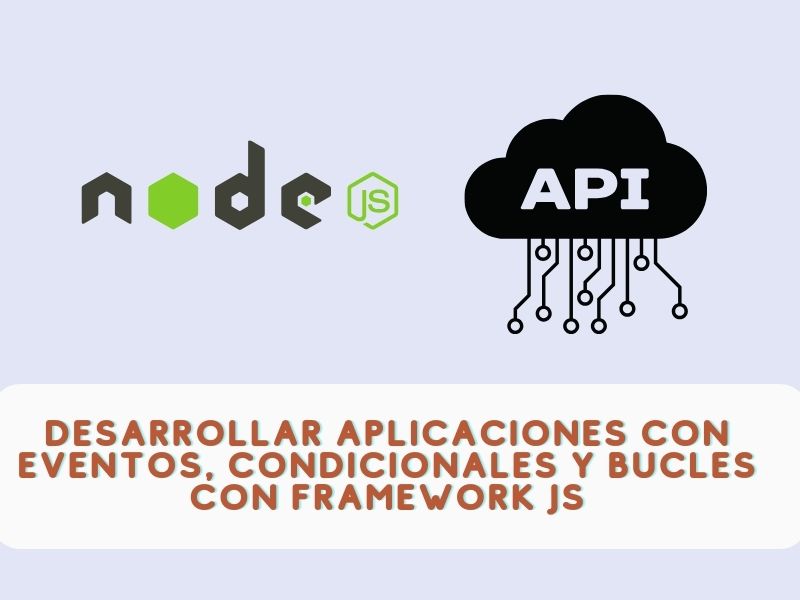 node JS
API
DESARROLLAR APLICACIONES CON
EVENTOS, CONDICIONALES Y BUCLES
CON FRAMEWORK JS